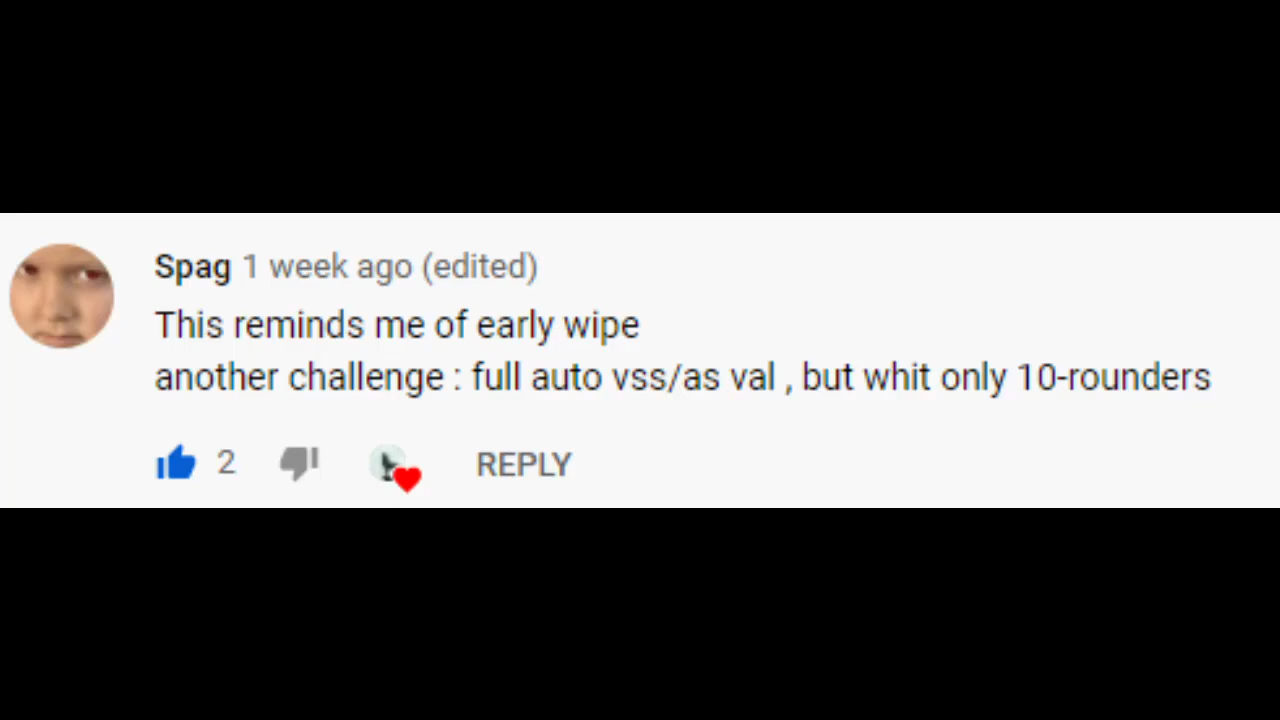 Spag 1 week ago (edited)
This reminds me of early wipe
another challenge : full auto vss/as val , but whit only 10-rounders
2 REPLY